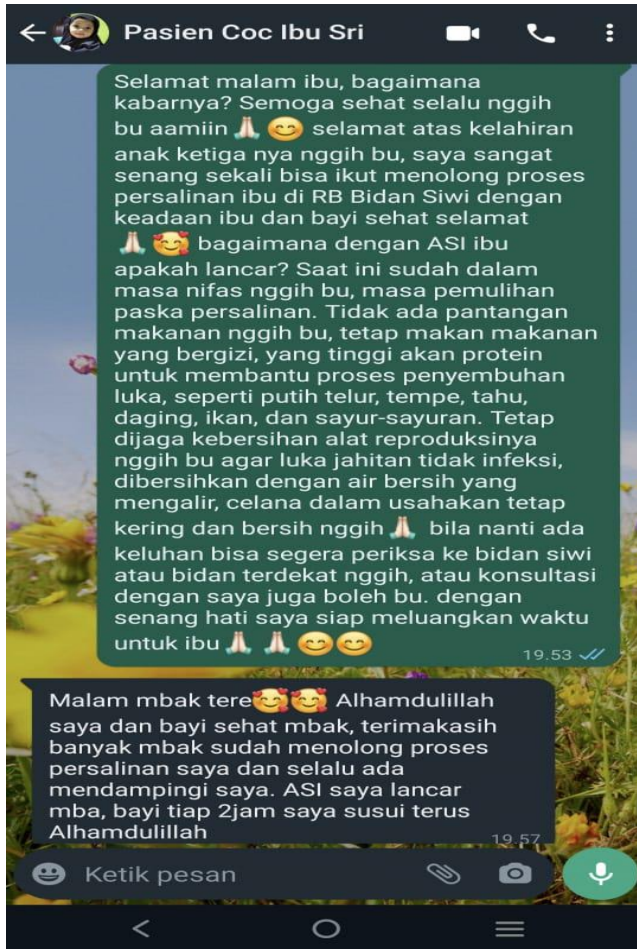 Pasien Coc Ibu Sri
Selamat malam ibu, bagaimana
kabarnya? Semoga sehat selalu nggih
bu aamiin 🙏🏻 😊 selamat atas kelahiran
anak ketiga nya nggih bu, saya sangat
senang sekali bisa ikut menolong proses
persalinan ibu di RB Bidan Siwi dengan
keadaan ibu dan bayi sehat selamat
🙏🏻 🥰 bagaimana dengan ASI ibu
apakah lancar? Saat ini sudah dalam
masa nifas nggih bu, masa pemulihan
paska persalinan. Tidak ada pantangan
makanan nggih bu, tetap makan makanan
yang bergizi, yang tinggi akan protein
untuk membantu proses penyembuhan
luka, seperti putih telur, tempe, tahu,
daging, ikan, dan sayur-sayuran. Tetap
dijaga kebersihan alat reproduksinya
nggih bu agar luka jahitan tidak infeksi,
dibersihkan dengan air bersih yang
mengalir, celana dalam usahakan tetap
kering dan bersih nggih 🙏🏻 bila nanti ada
keluhan bisa segera periksa ke bidan siwi
atau bidan terdekat nggih, atau konsultasi
dengan saya juga boleh bu. dengan
senang hati saya siap meluangkan waktu
untuk ibu 🙏🏻 🙏🏻 😊😊
19.53
Malam mbak tere🥰🥰 Alhamdulillah
saya dan bayi sehat mbak, terimakasih
banyak mbak sudah menolong proses
persalinan saya dan selalu ada
mendampingi saya. ASI saya lancar
mba, bayi tiap 2jam saya susui terus
Alhamdulillah
19.57
Ketik pesan